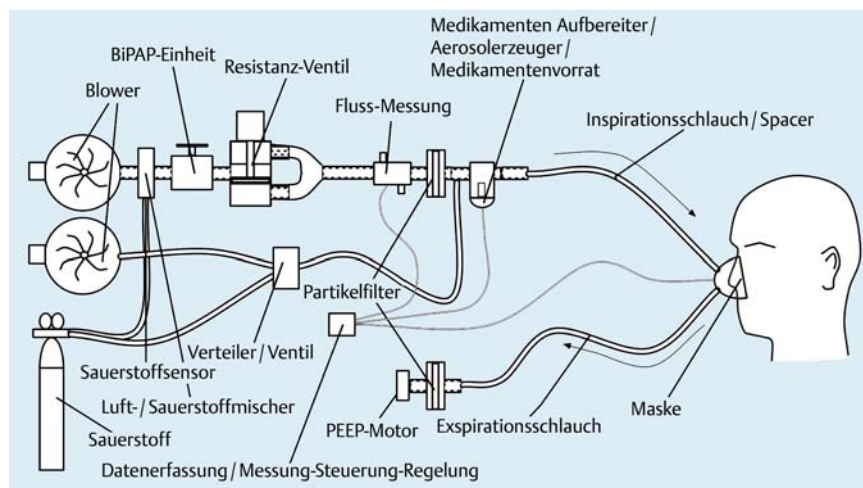 Medikamenten Aufbereiter/
Aerosolerzeuger/
Medikamentenvorrat
BiPAP-Einheit
Resistanz-Ventil
Blower
Fluss-Messung
Inspirationsschlauch/Spacer
Partikelfilter
Verteiler/Ventil
Sauerstoffsensor
Luft-/Sauerstoffmischer
Sauerstoff
PEEP-Motor
Exspirationsschlauch
Maske
Datenerfassung/Messung-Steuerung-Regelung